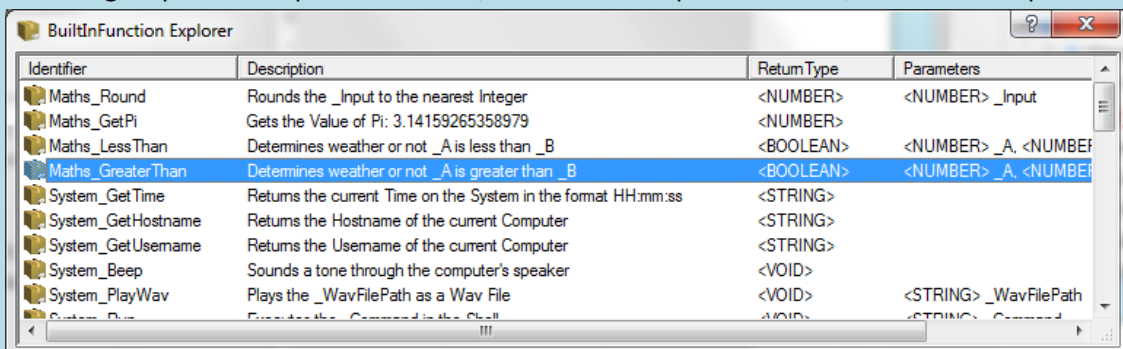 BuiltInFunction Explorer
Identifier Description Return Type Parameters
Maths_Round Rounds the _Input to the nearest Integer <NUMBER> <NUMBER> _Input
Maths_GetPi Gets the Value of Pi: 3.14159265358979 <NUMBER>
Maths_LessThan Determines weather or not _A is less than _B <BOOLEAN> <NUMBER> _A, <NUMBER
Maths_GreaterThan Determines weather or not _A is greater than _B <BOOLEAN> <NUMBER> _A, <NUMBER
System_GetTime Returns the current Time on the System in the format HH:mm:ss <STRING>
System_GetHostname Returns the Hostname of the current Computer <STRING>
System_GetUsername Returns the Username of the current Computer <STRING>
System_Beep Sounds a tone through the computer's speaker <VOID>
System_PlayWav Plays the _WavFilePath as a Wav File <VOID> <STRING> _WavFilePath